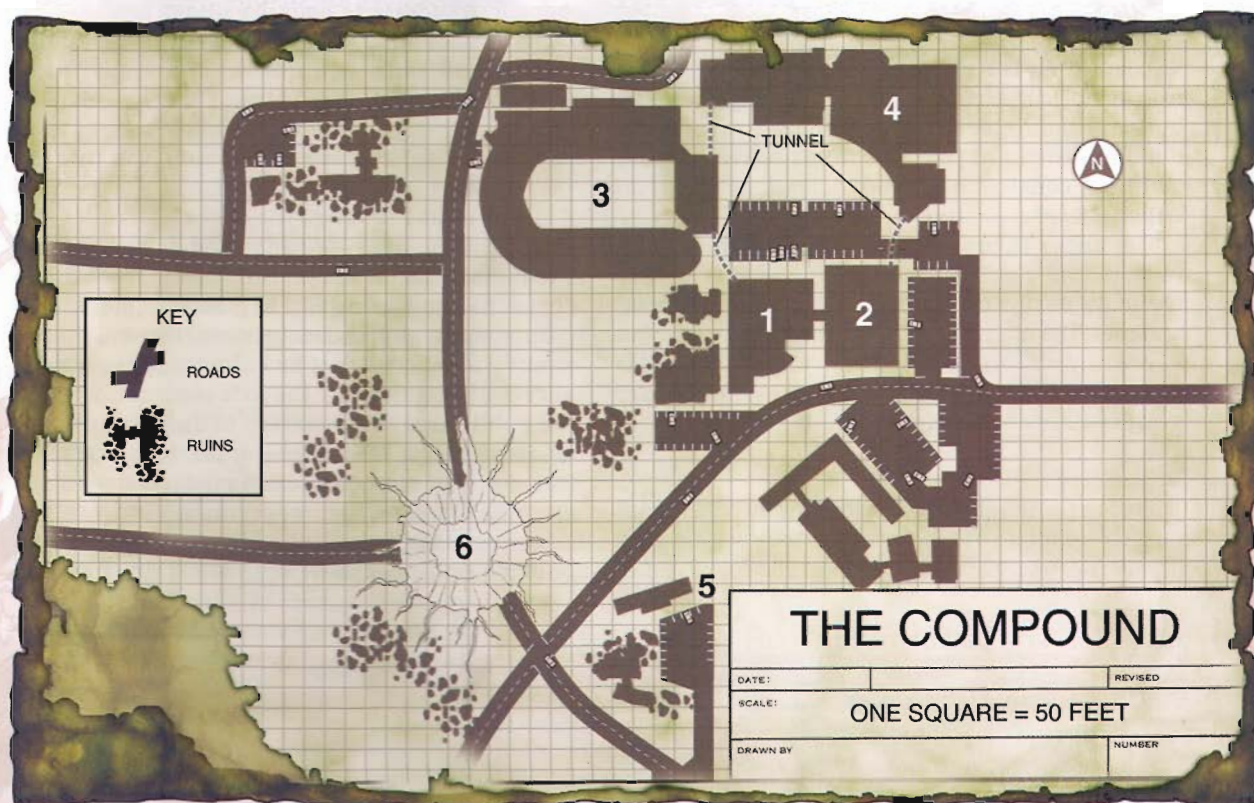 4
TUNNEL
N
3
KEY
ROADS
RUINS
1
2
6
5
THE COMPOUND
DATE:
REVISED
SCALE:
ONE SQUARE = 50 FEET
DRAWN BY
NUMBER